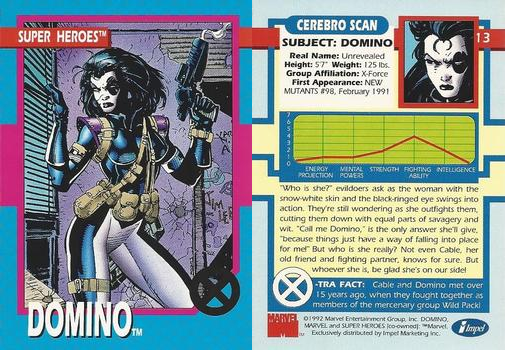 SUPER HEROES™
DOMINO™
CEREBRO SCAN
13
SUBJECT: DOMINO
Real Name: Unrevealed
Height: 5'7" Weight: 125 lbs.
Group Affiliation: X-Force
First Appearance: NEW
MUTANTS #98, February 1991
7
6
5
4
3
2
1
0
ENERGY
PROJECTION
MENTAL
POWERS
STRENGTH
FIGHTING
ABILITY
INTELLIGENCE
"Who is she?" evildoers ask as the woman with the
snow-white skin and the black-ringed eye swings into
action. They're still wondering as she outfights them,
cutting them down with equal parts of savagery and
wit. "Call me Domino," is the only answer she'll give,
"because things just have a way of falling into place
for me!" But who is she really? Not even Cable, her
old friend and fighting partner, knows for sure. But
whoever she is, be glad she's on our side!
X
-TRA FACT: Cable and Domino met over
15 years ago, when they fought together as
members of the mercenary group Wild Pack!
MARVEL
©1992 Marvel Entertainment Group, Inc. DOMINO,
MARVEL and SUPER HEROES (co-owned): ™Marvel.
Exclusively distributed by Impel Marketing Inc.
Impel